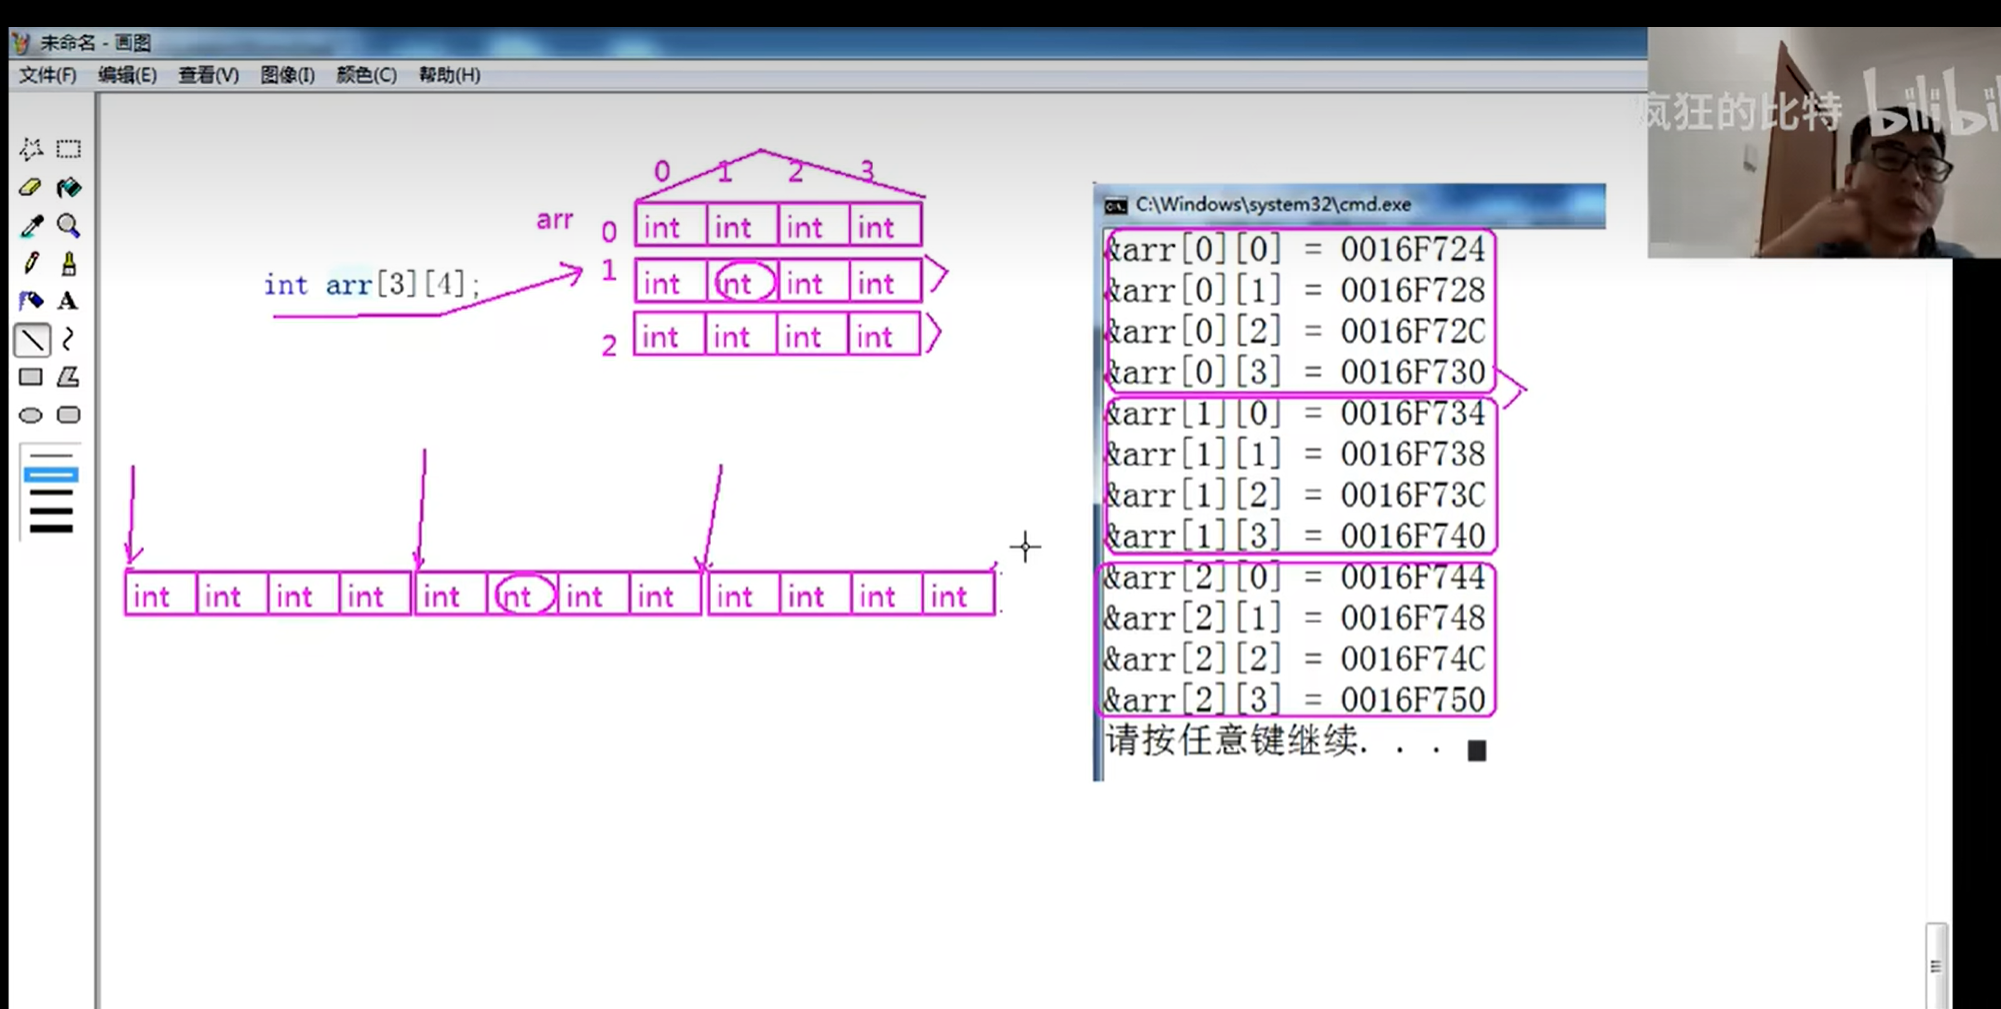 未命名 - 画图
文件(F) 编辑(E) 查看(V) 图像(I) 颜色(C) 帮助(H)
疯狂的比特 bilibili
0 1 2 3
arr
0 int int int int
1 int int int int
2 int int int int
int arr[3][4];
int int int int int int int int int int int int
C:\Windows\system32\cmd.exe
&arr[0][0] = 0016F724
&arr[0][1] = 0016F728
&arr[0][2] = 0016F72C
&arr[0][3] = 0016F730
&arr[1][0] = 0016F734
&arr[1][1] = 0016F738
&arr[1][2] = 0016F73C
&arr[1][3] = 0016F740
&arr[2][0] = 0016F744
&arr[2][1] = 0016F748
&arr[2][2] = 0016F74C
&arr[2][3] = 0016F750
请按任意键继续. . .